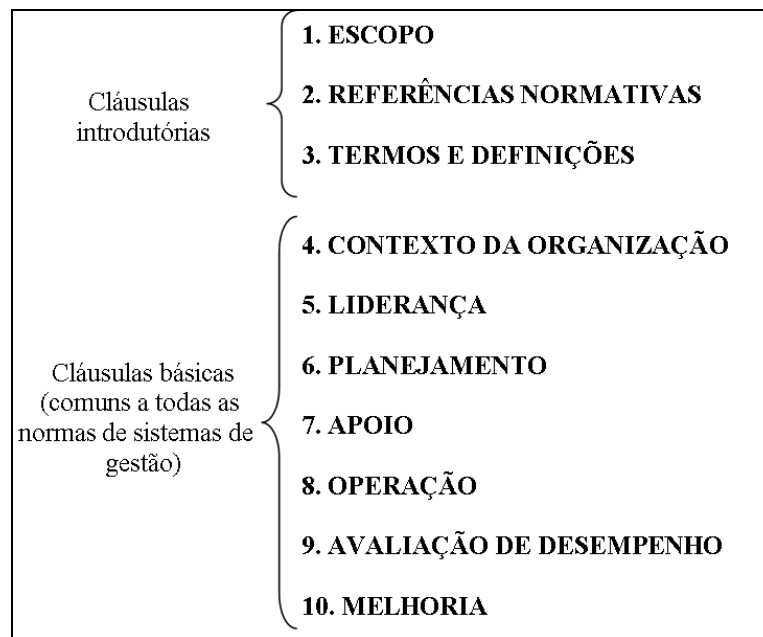 Cláusulas
introdutórias
1. ESCOPO
2. REFERÊNCIAS NORMATIVAS
3. TERMOS E DEFINIÇÕES
Cláusulas básicas
(comuns a todas as
normas de sistemas de
gestão)
4. CONTEXTO DA ORGANIZAÇÃO
5. LIDERANÇA
6. PLANEJAMENTO
7. APOIO
8. OPERAÇÃO
9. AVALIAÇÃO DE DESEMPENHO
10. MELHORIA